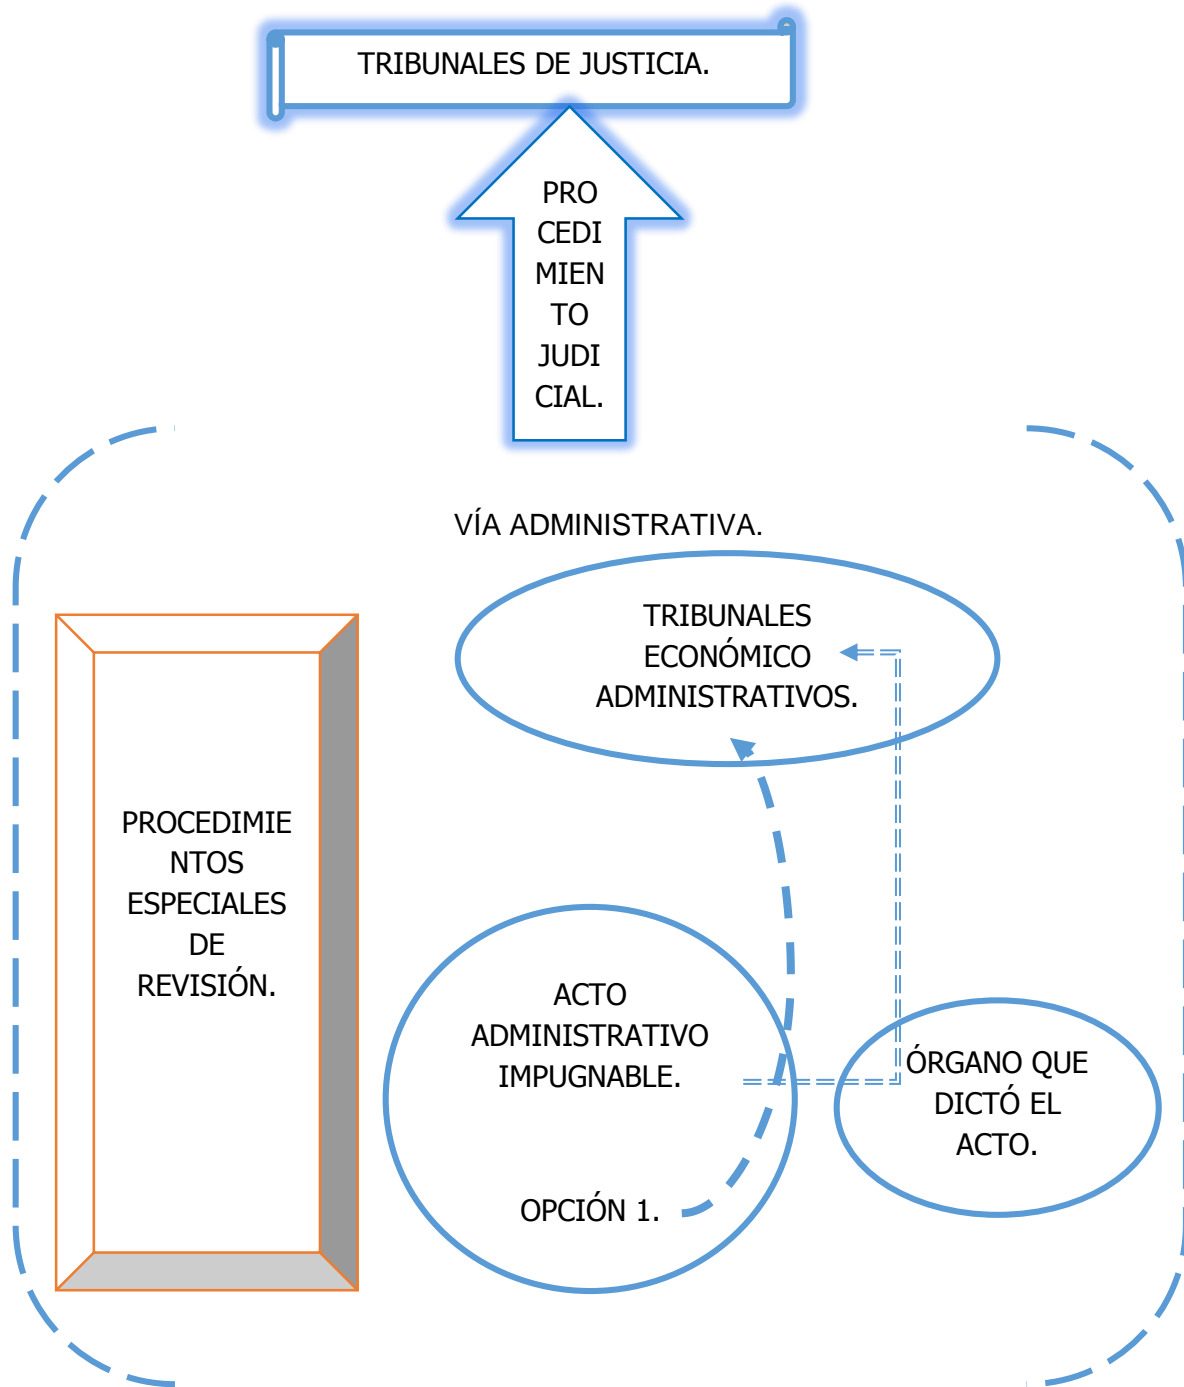 TRIBUNALES DE JUSTICIA.
PRO
CEDI
MIEN
TO
JUDI
CIAL.
VÍA ADMINISTRATIVA.
TRIBUNALES
ECONÓMICO
ADMINISTRATIVOS.
PROCEDIMIE
NTOS
ESPECIALES
DE
REVISIÓN.
ACTO
ADMINISTRATIVO
IMPUGNABLE.
OPCIÓN 1.
ÓRGANO QUE
DICTÓ EL
ACTO.